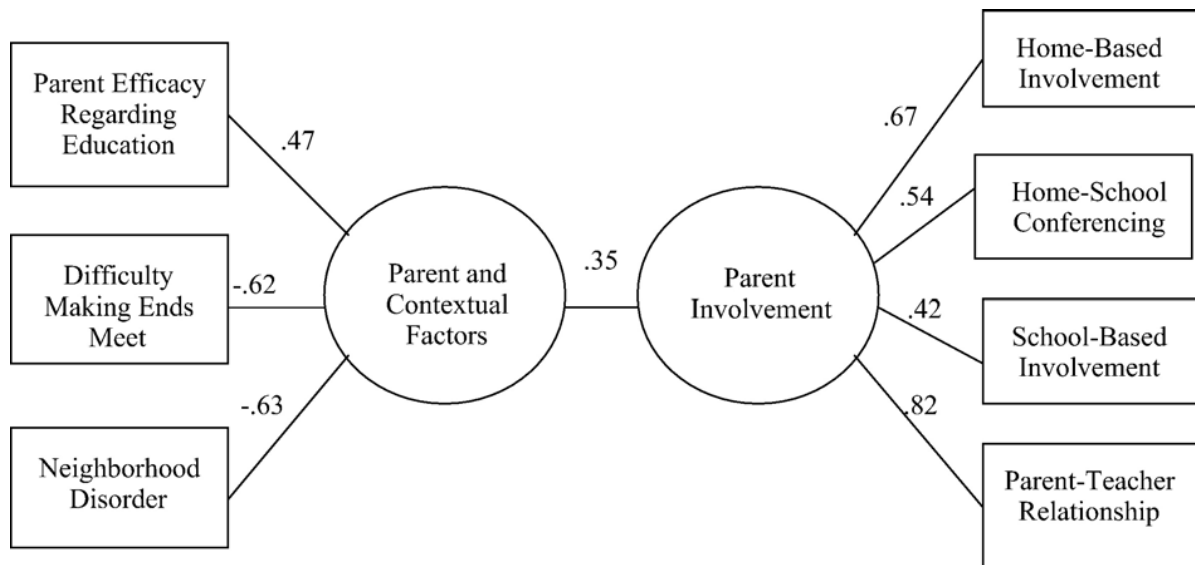 Parent Efficacy
Regarding
Education
.47
Difficulty
Making Ends
Meet
-.62
Neighborhood
Disorder
-.63
Parent and
Contextual
Factors
.35
Parent
Involvement
.67
Home-Based
Involvement
.54
Home-School
Conferencing
.42
School-Based
Involvement
.82
Parent-Teacher
Relationship